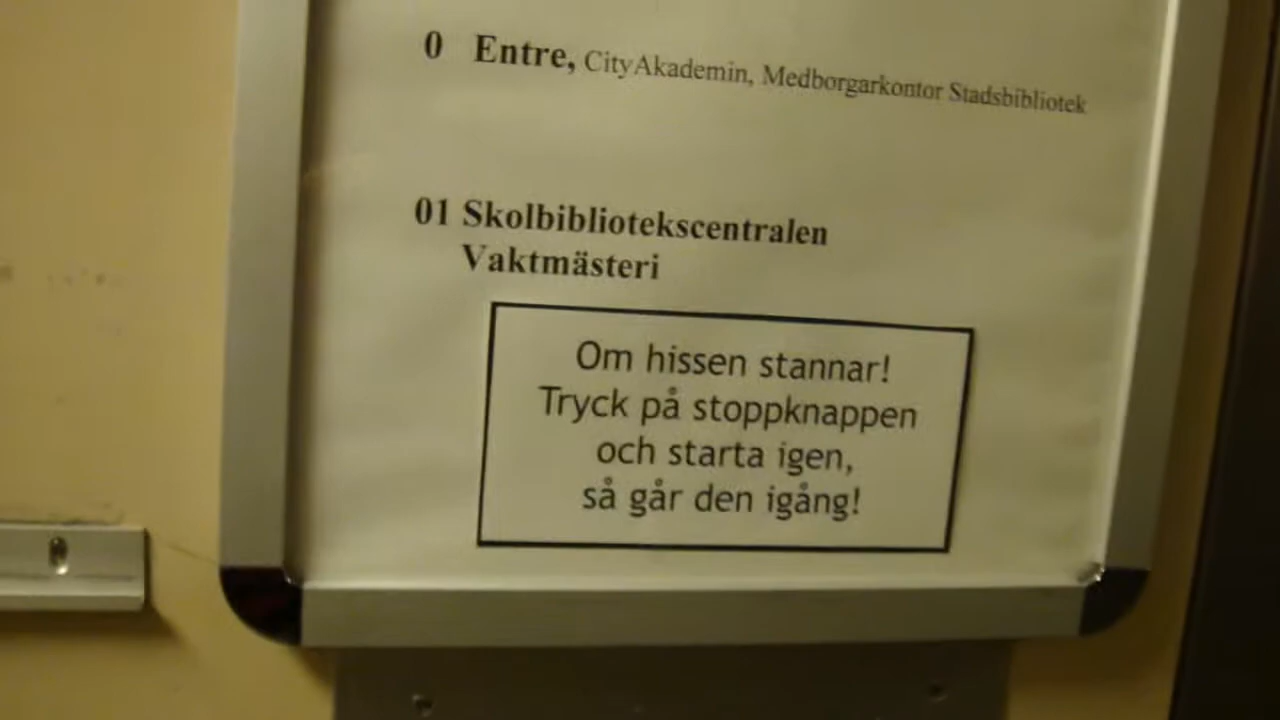 0 Entre, CityAkademin, Medborgarkontor Stadsbibliotek
01 Skolbibliotekscentralen
Vaktmästeri
Om hissen stannar!
Tryck på stoppknappen
och starta igen,
så går den igång!